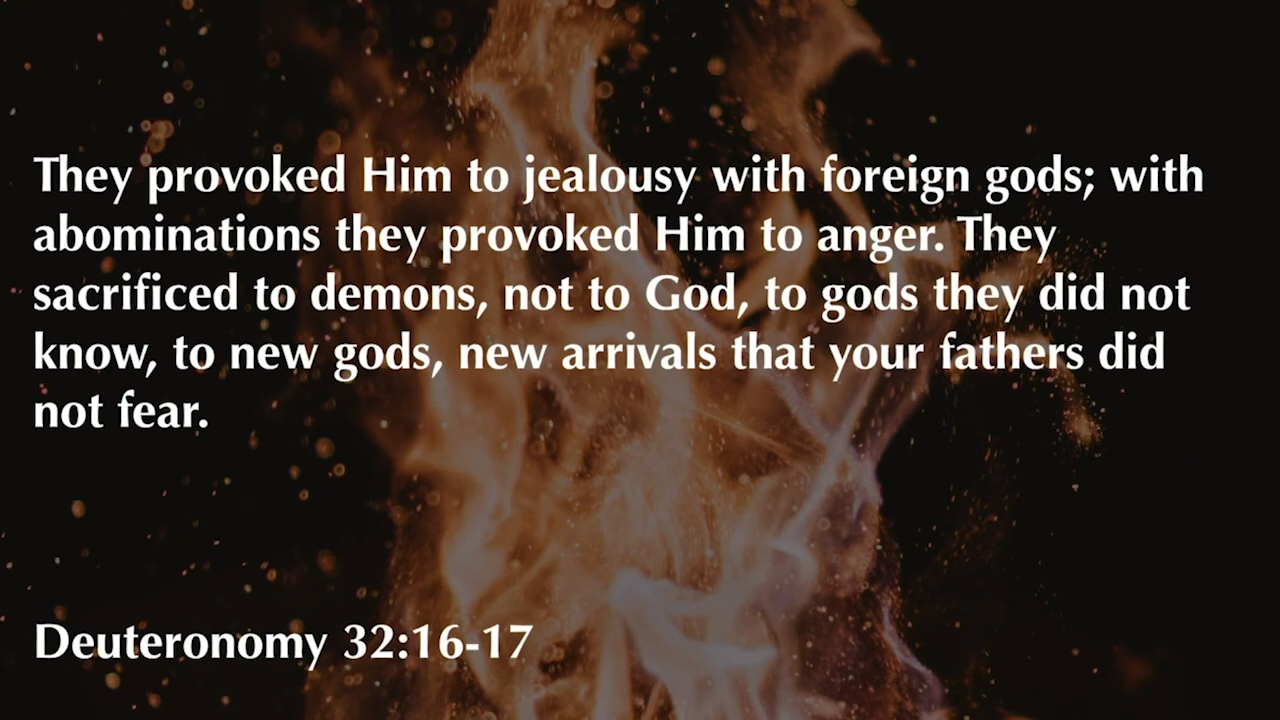 They provoked Him to jealousy with foreign gods; with
abominations they provoked Him to anger. They
sacrificed to demons, not to God, to gods they did not
know, to new gods, new arrivals that your fathers did
not fear.
Deuteronomy 32:16-17